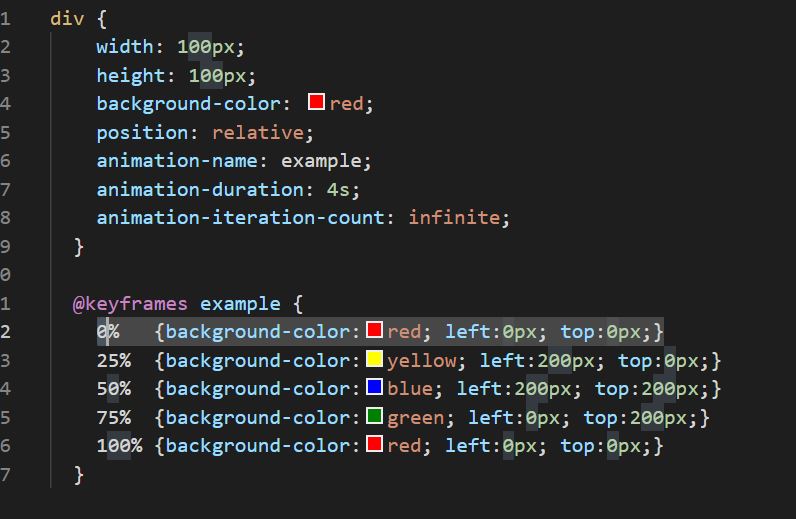 1 div {
2 width: 100px;
3 height: 100px;
4 background-color: red;
5 position: relative;
6 animation-name: example;
7 animation-duration: 4s;
8 animation-iteration-count: infinite;
9 }
0
1 @keyframes example {
2 0% {background-color:red; left:0px; top:0px;}
3 25% {background-color:yellow; left:200px; top:0px;}
4 50% {background-color:blue; left:200px; top:200px;}
5 75% {background-color:green; left:0px; top:200px;}
6 100% {background-color:red; left:0px; top:0px;}
7 }